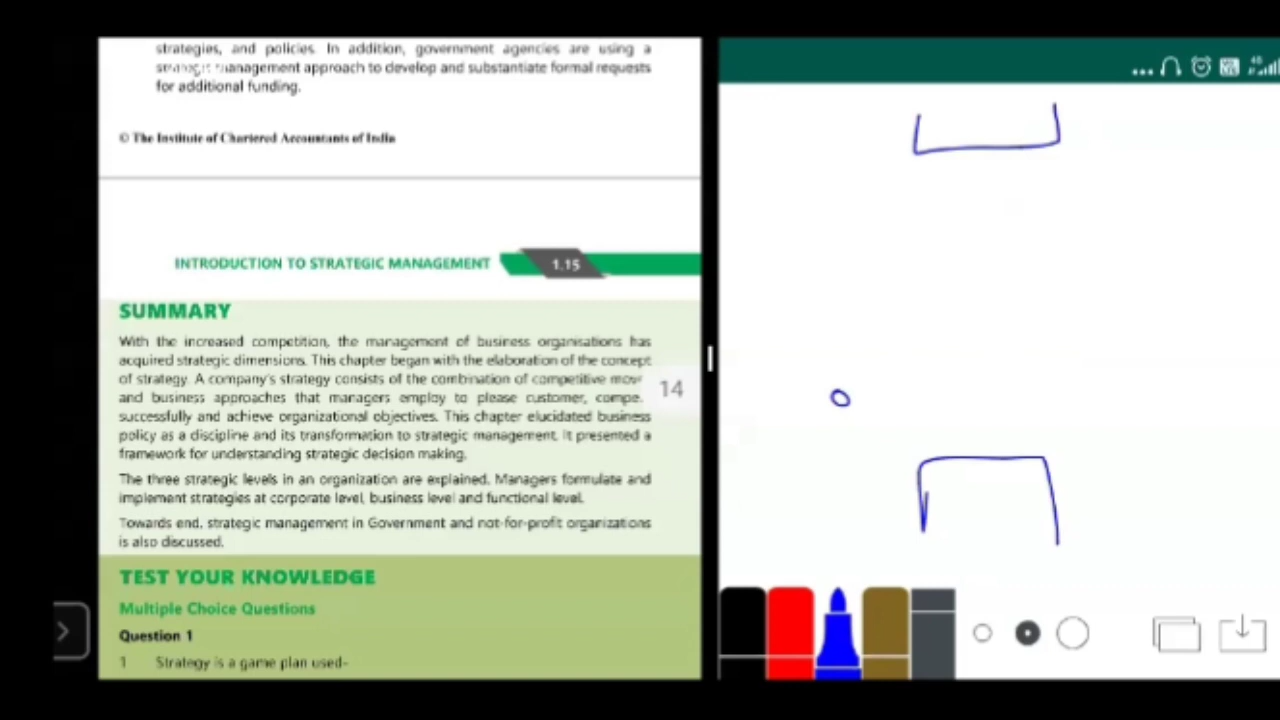 strategies, and policies. In addition, government agencies are using a
management approach to develop and substantiate formal requests
for additional funding.
© The Institute of Chartered Accountants of India
INTRODUCTION TO STRATEGIC MANAGEMENT 1.15
SUMMARY
With the increased competition, the management of business organisations has
acquired strategic dimensions. This chapter began with the elaboration of the concept
of strategy. A company's strategy consists of the combination of competitive
and business approaches that managers employ to please customer,
successfully and achieve organizational objectives. This chapter elucidated business
policy as a discipline and its transformation to strategic management. It presented a
framework for understanding strategic decision making.
The three strategic levels in an organization are explained. Managers formulate and
implement strategies at corporate level, business level and functional level.
Towards end, strategic management in Government and not-for-profit organizations
is also discussed.
14
TEST YOUR KNOWLEDGE
Multiple Choice Questions
Question 1
1 Strategy is a game plan used-